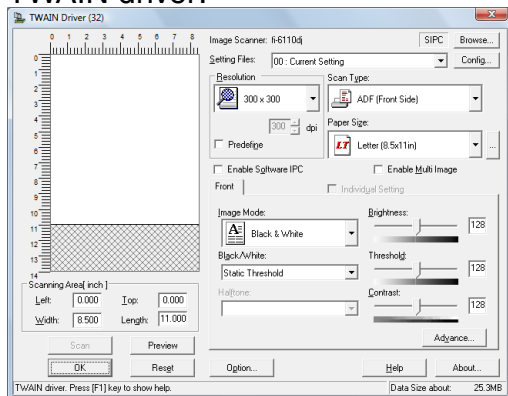 TWAIN driver.
TWAIN Driver (32)
0 1 2 3 4 5 6 7 8
0
1
2
3
4
5
6
7
8
9
10
11
12
13
14
Image Scanner: fi-6110dj SIPC Browse...
Setting Files: 00 : Current Setting Config...
Resolution
300 x 300
300 dpi
Predefine
Scan Type:
ADF (Front Side)
Paper Size:
LT Letter (8.5x11in) ...
Enable Software IPC Enable Multi Image
Front Individual Setting
Image Mode:
Black & White
Black/White:
Static Threshold
Halftone:
Brightness:
128
Threshold:
128
Contrast:
128
Advance...
Scanning Area[ inch ]
Left: 0.000 Top: 0.000
Width: 8.500 Length: 11.000
Scan Preview
OK Reset Option... Help About...
TWAIN driver. Press [F1] key to show help. Data Size about: 25.3MB